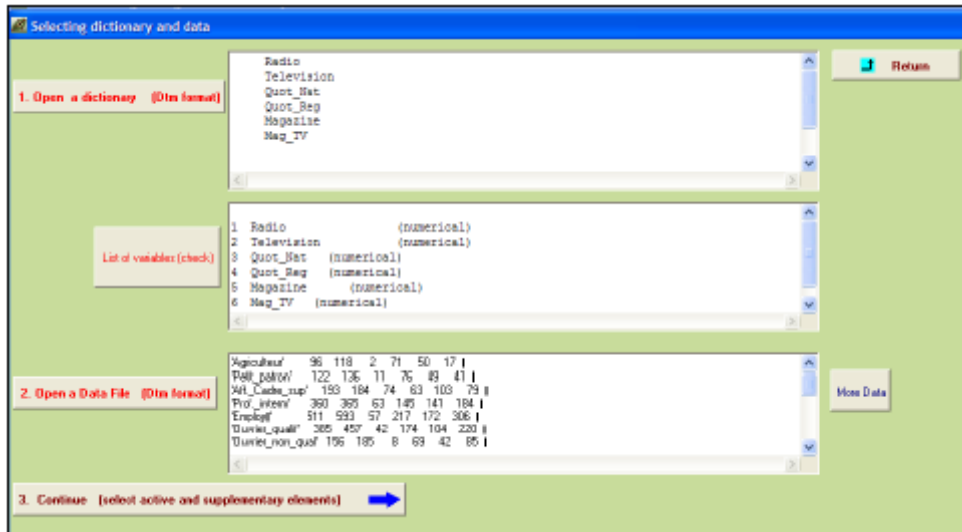 Selecting dictionary and data
Radio
Television
Quot_Nat
Quot_Reg
Magazine
Mag_TV
Return
1. Open a dictionary (Dtm format)
List of variables (check)
1 Radio (numerical)
2 Television (numerical)
3 Quot_Nat (numerical)
4 Quot_Reg (numerical)
5 Magazine (numerical)
6 Mag_TV (numerical)
2. Open a Data File (Dtm format)
'Agriculteur' 96 118 2 71 50 17
'Petit_patron' 122 136 11 76 49 41
193 184 74 63 103 79
'Prof_interm' 360 365 63 145 141 184
511 593 57 217 172 306
'Ouvrier_qualif' 385 457 42 174 104 220
'Ouvrier_non_qual' 156 185 8 69 42 85
More Data
3. Continue (select active and supplementary elements)